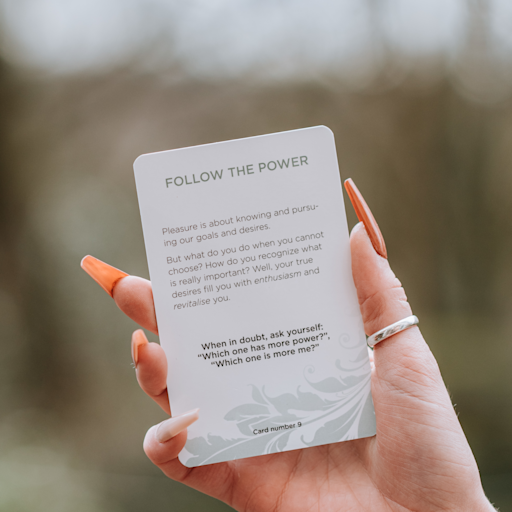 FOLLOW THE POWER
Pleasure is about knowing and pursu-
ing our goals and desires.
But what do you do when you cannot
choose? How do you recognize what
is really important? Well, your true
desires fill you with enthusiasm and
revitalise you.
When in doubt, ask yourself:
“Which one has more power?”,
“Which one is more me?”
Card number 9